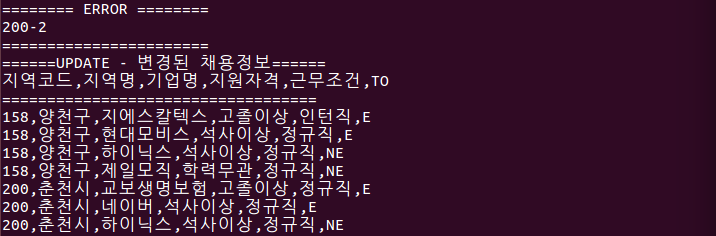 ======== ERROR ========
200-2
=======================
======UPDATE - 변경된 채용정보======
지역코드,지역명,기업명,지원자격,근무조건,TO
===================================
158,양천구,지에스칼텍스,고졸이상,인턴직,E
158,양천구,현대모비스,석사이상,정규직,E
158,양천구,하이닉스,석사이상,정규직,NE
158,양천구,제일모직,학력무관,정규직,NE
200,춘천시,교보생명보험,고졸이상,정규직,E
200,춘천시,네이버,석사이상,정규직,E
200,춘천시,하이닉스,석사이상,정규직,NE